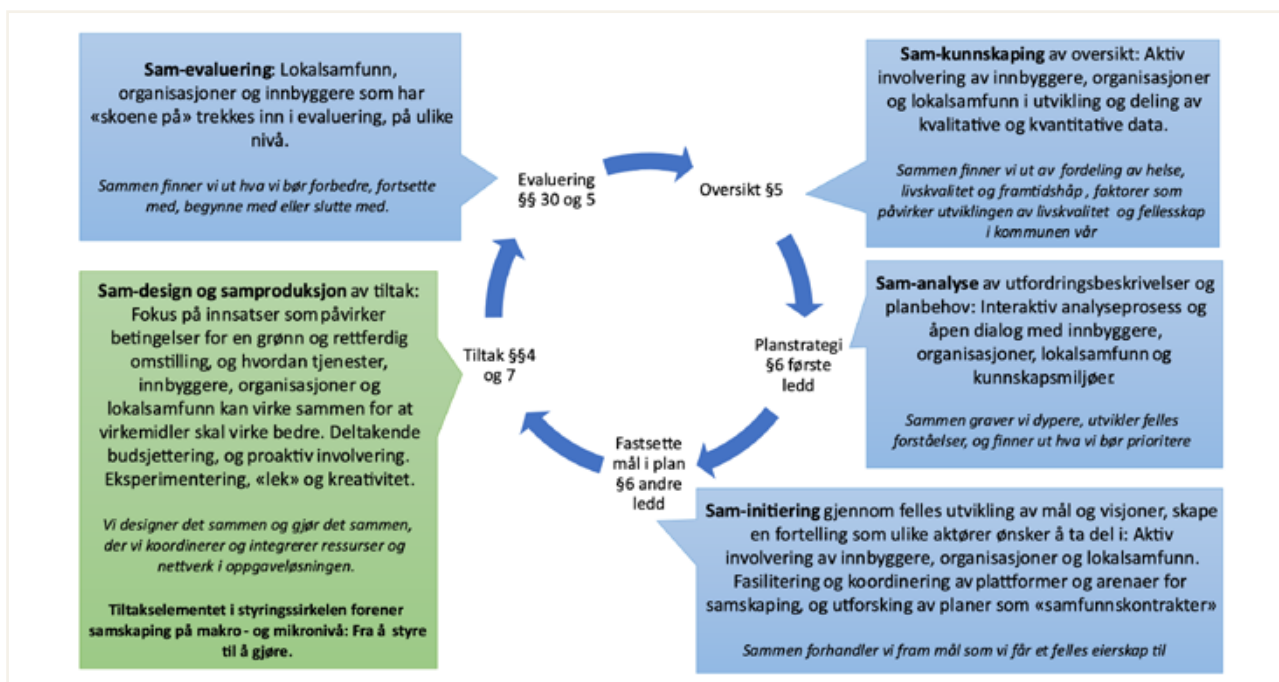 Sam-evaluering: Lokalsamfunn,
organisasjoner og innbyggere som har
«skoene på» trekkes inn i evaluering, på ulike
nivå.
Sammen finner vi ut hva vi bør forbedre, fortsette
med, begynne med eller slutte med.
Sam-kunnskaping av oversikt: Aktiv
involvering av innbyggere, organisasjoner
og lokalsamfunn i utvikling og deling av
kvalitative og kvantitative data.
Sammen finner vi ut av fordeling av helse,
livskvalitet og framtidshåp , faktorer som
påvirker utviklingen av livskvalitet og fellesskap
i kommunen vår
Evaluering
§§ 30 og 5
Oversikt §5
Sam-design og samproduksjon av tiltak:
Fokus på innsatser som påvirker
betingelser for en grønn og rettferdig
omstilling, og hvordan tjenester,
innbyggere, organisasjoner og
lokalsamfunn kan virke sammen for at
virkemidler skal virke bedre. Deltakende
budsjettering, og proaktiv involvering.
Eksperimentering, «lek» og kreativitet.
Vi designer det sammen og gjør det sammen,
der vi koordinerer og integrerer ressurser og
nettverk i oppgaveløsningen.
Tiltakselementet i styringssirkelen forener
samskaping på makro- og mikronivå: Fra å styre
til å gjøre.
Tiltak §§4
og 7
Planstrategi
§6 første
ledd
Sam-analyse av utfordringsbeskrivelser og
planbehov: Interaktiv analyseprosess og
åpen dialog med innbyggere,
organisasjoner, lokalsamfunn og
kunnskapsmiljøer.
Sammen graver vi dypere, utvikler felles
forståelser, og finner ut hva vi bør prioritere
Fastsette
mål i plan
§6 andre
ledd
Sam-initiering gjennom felles utvikling av mål og visjoner, skape
en fortelling som ulike aktører ønsker å ta del i: Aktiv
involvering av innbyggere, organisasjoner og lokalsamfunn.
Fasilitering og koordinering av plattformer og arenaer for
samskaping, og utforsking av planer som «samfunnskontrakter»
Sammen forhandler vi fram mål som vi får et felles eierskap til